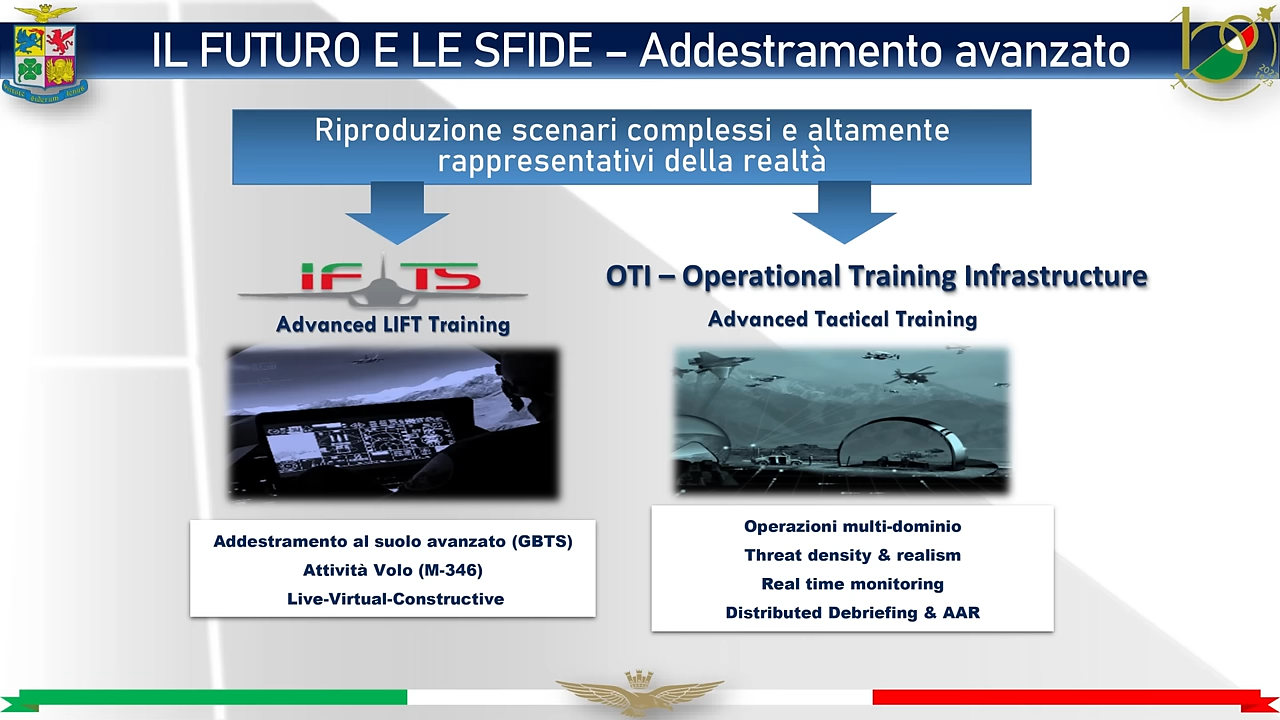 IL FUTURO E LE SFIDE – Addestramento avanzato
Riproduzione scenari complessi e altamente
rappresentativi della realtà
IFTS
OTI – Operational Training Infrastructure
Advanced LIFT Training
Advanced Tactical Training
Addestramento al suolo avanzato (GBTS)
Attività Volo (M-346)
Live-Virtual-Constructive
Operazioni multi-dominio
Threat density & realism
Real time monitoring
Distributed Debriefing & AAR